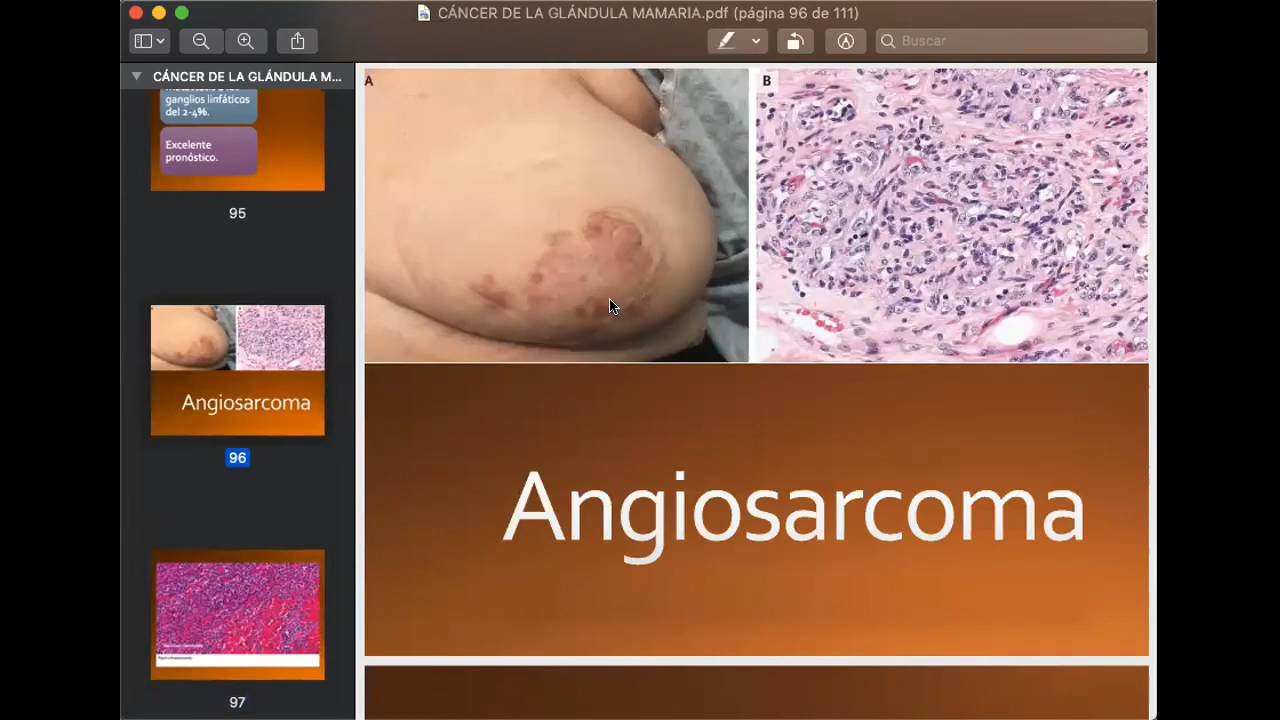 CÁNCER DE LA GLÁNDULA MAMARIA.pdf (página 96 de 111)
Buscar
CÁNCER DE LA GLÁNDULA M...
ganglios linfáticos
del 2-4%.
Excelente
pronóstico.
95
Angiosarcoma
96
97
A
B
Angiosarcoma